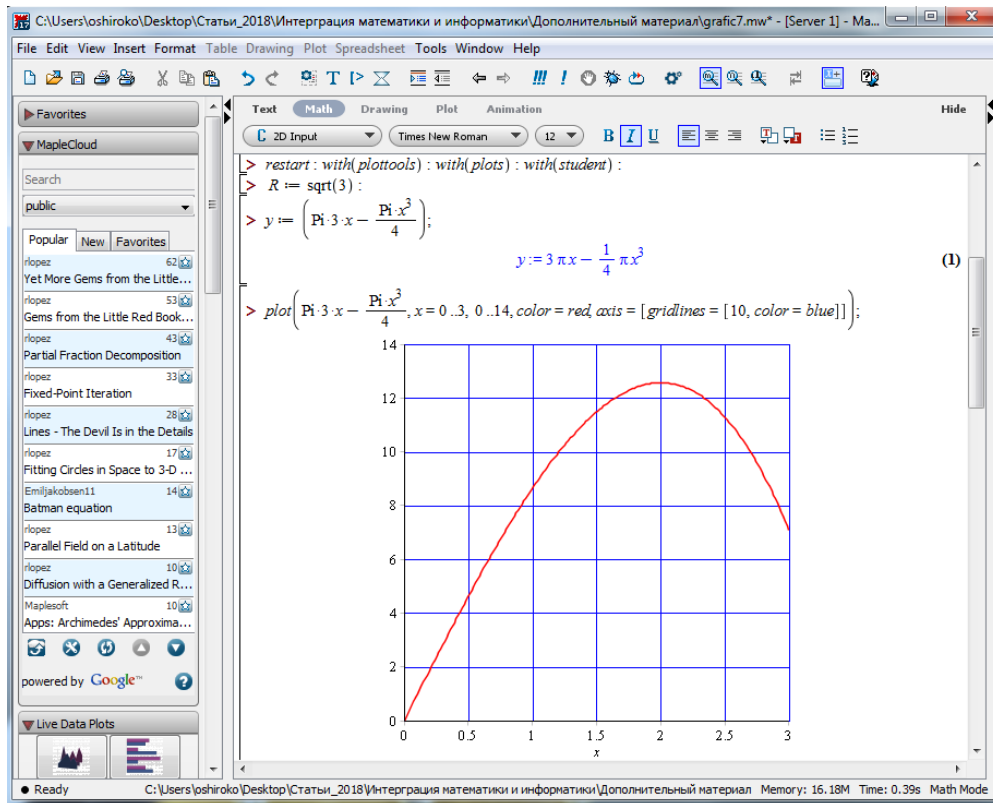 C:\Users\oshiroko\Desktop\Статьи_2018\Интерграция математики и информатики\Дополнительный материал\grafic7.mw* - [Server 1] - Ma...
File Edit View Insert Format Table Drawing Plot Spreadsheet Tools Window Help
Favorites
MapleCloud
Search
public
Popular New Favorites
rlopez 62
Yet More Gems from the Little...
rlopez 53
Gems from the Little Red Book...
rlopez 43
Partial Fraction Decomposition
rlopez 33
Fixed-Point Iteration
rlopez 28
Lines - The Devil Is in the Details
rlopez 17
Fitting Circles in Space to 3-D ...
Emiljakobsen11 14
Batman equation
rlopez 13
Parallel Field on a Latitude
rlopez 10
Diffusion with a Generalized R...
Maplesoft 10
Apps: Archimedes' Approxima...
powered by Google™
Live Data Plots
Text Math Drawing Plot Animation Hide
C 2D Input Times New Roman 12 B I U
> restart : with(plottools) : with(plots) : with(student) :
> R := sqrt(3) :
> y := (Pi·3·x − Pi·x³/4);
y := 3 π x − 1/4 π x³ (1)
> plot(Pi·3·x − Pi·x³/4, x = 0 ..3, 0 ..14, color = red, axis = [gridlines = [10, color = blue]]);
14
12
10
8
6
4
2
0
0 0.5 1 1.5 2 2.5 3
x
Ready C:\Users\oshiroko\Desktop\Статьи_2018\Интерграция математики и информатики\Дополнительный материал Memory: 16.18M Time: 0.39s Math Mode